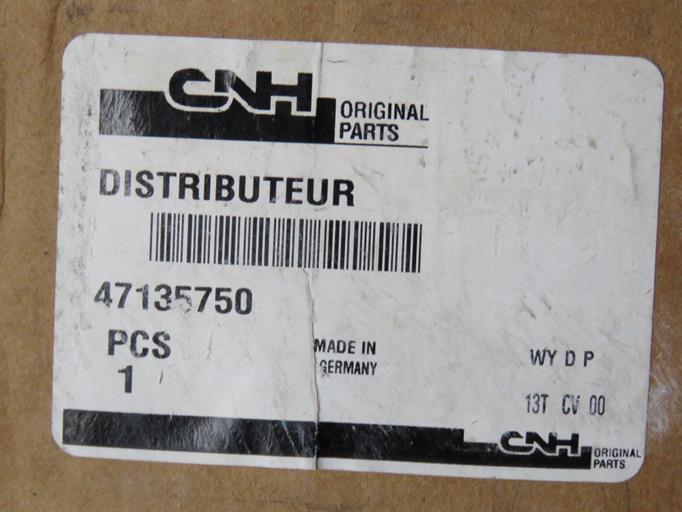 CNH
ORIGINAL
PARTS
DISTRIBUTEUR
47135750
PCS
1
MADE IN
GERMANY
WY D P
13T CV 00
CNH
ORIGINAL
PARTS